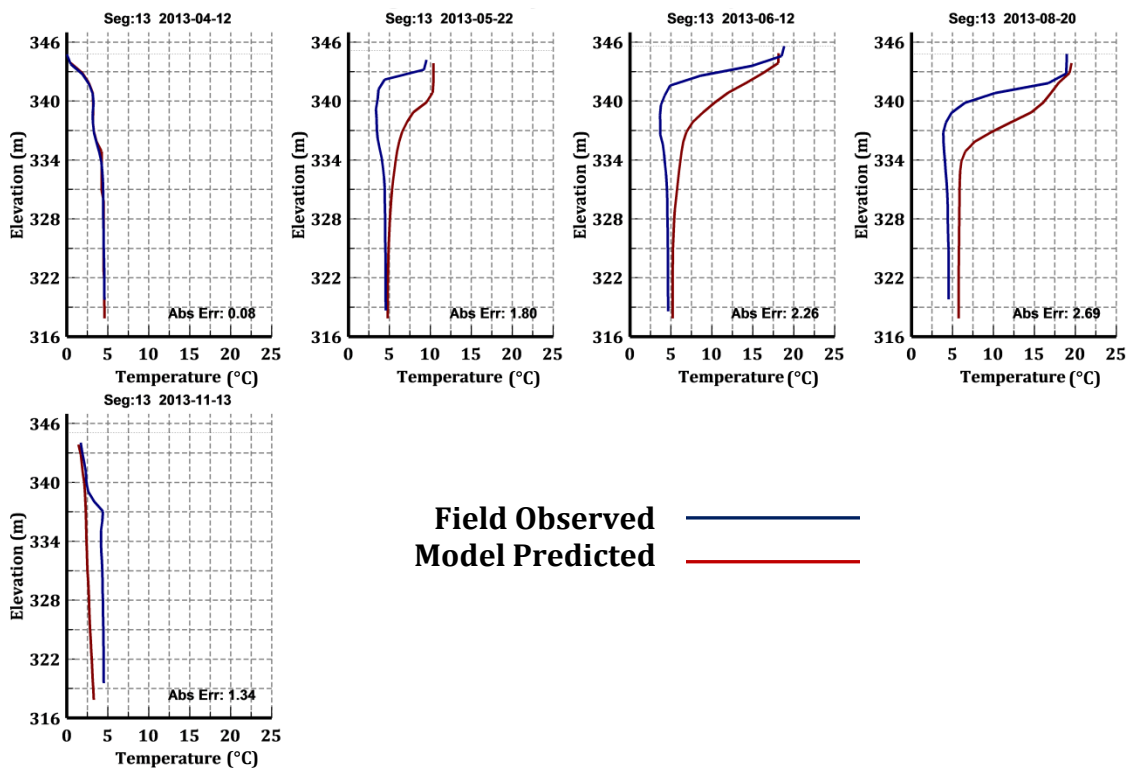 Seg:13 2013-04-12
346
340
334
328
322
316
Elevation (m)
Abs Err: 0.08
0 5 10 15 20 25
Temperature (°C)
Seg:13 2013-05-22
346
340
334
328
322
316
Elevation (m)
Abs Err: 1.80
0 5 10 15 20 25
Temperature (°C)
Seg:13 2013-06-12
346
340
334
328
322
316
Elevation (m)
Abs Err: 2.26
0 5 10 15 20 25
Temperature (°C)
Seg:13 2013-08-20
346
340
334
328
322
316
Elevation (m)
Abs Err: 2.69
0 5 10 15 20 25
Temperature (°C)
Seg:13 2013-11-13
346
340
334
328
322
316
Elevation (m)
Abs Err: 1.34
0 5 10 15 20 25
Temperature (°C)
Field Observed
Model Predicted